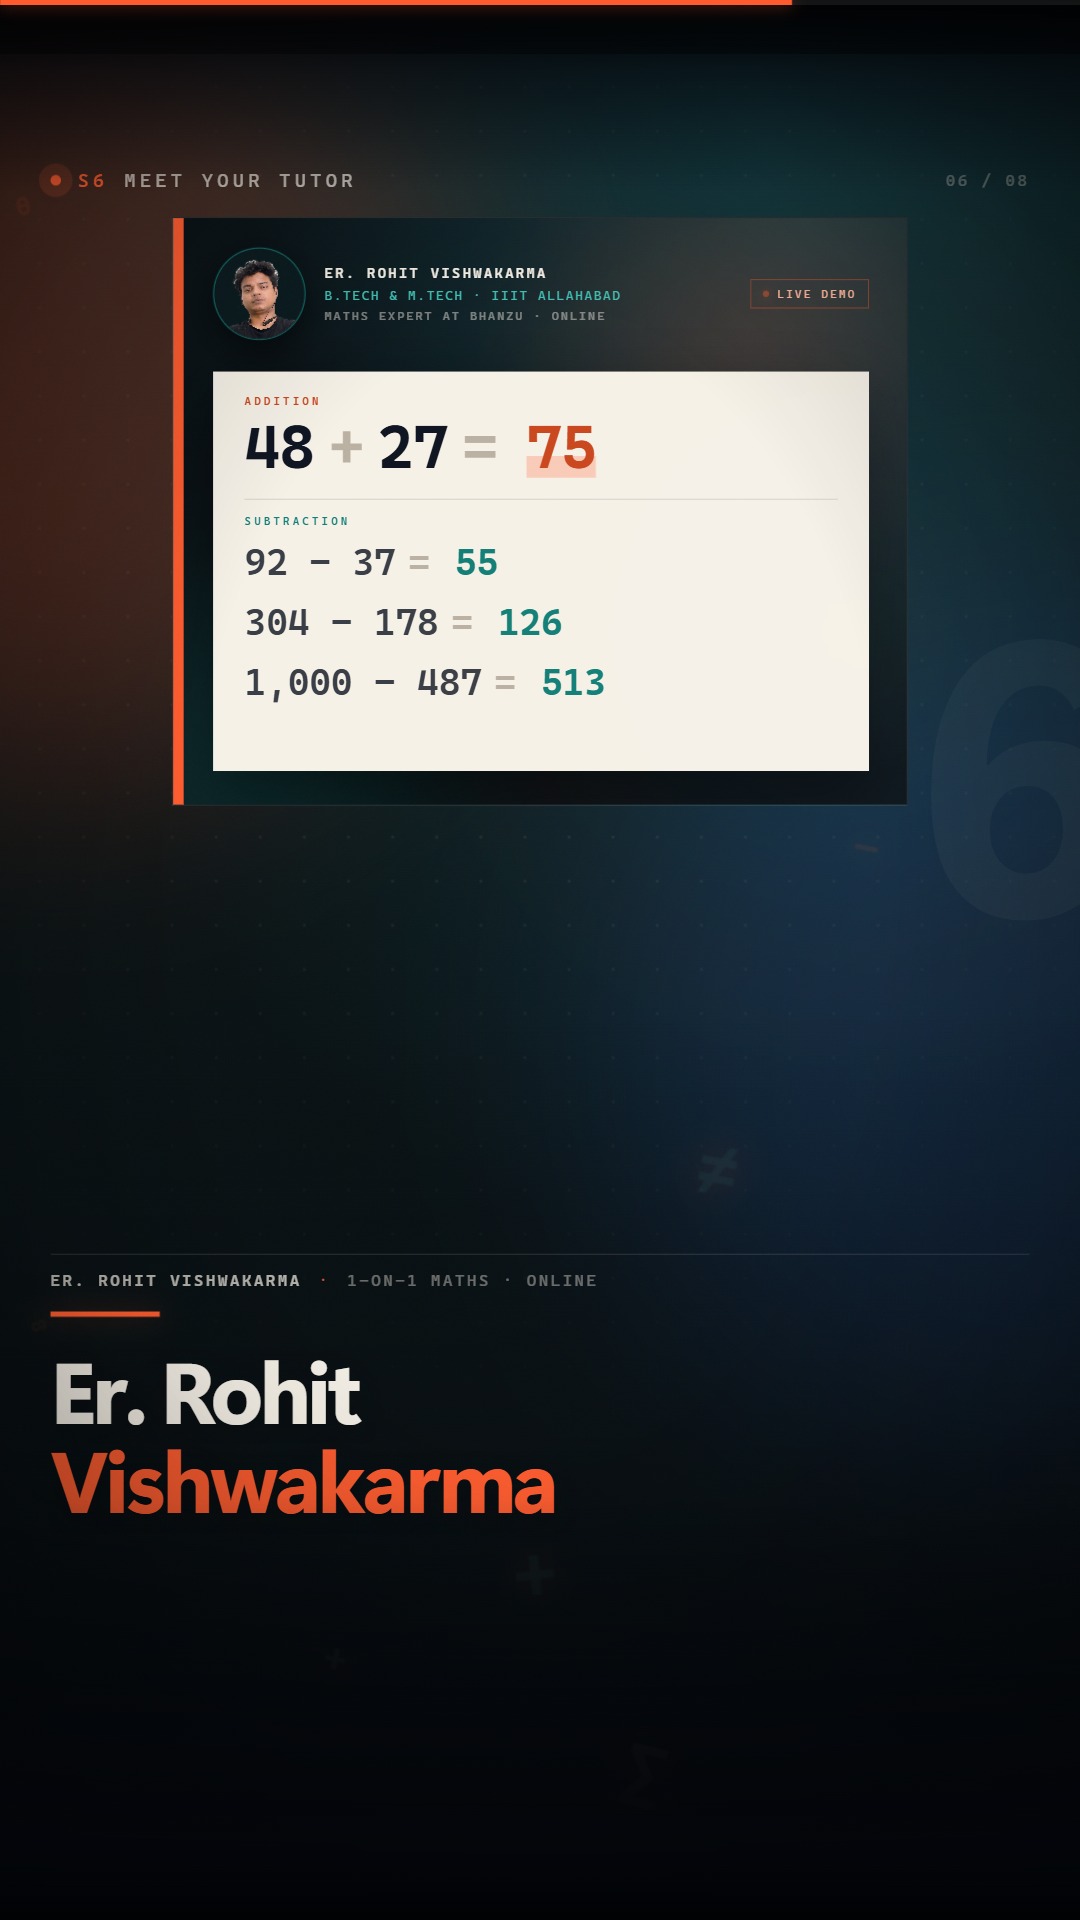 S6 MEET YOUR TUTOR
06 / 08
ER. ROHIT VISHWAKARMA
B.TECH & M.TECH · IIIT ALLAHABAD
MATHS EXPERT AT BHANZU · ONLINE
LIVE DEMO
ADDITION
48 + 27 = 75
SUBTRACTION
92 − 37 = 55
304 − 178 = 126
1,000 − 487 = 513
6
−
≠
ER. ROHIT VISHWAKARMA · 1-ON-1 MATHS · ONLINE
Er. Rohit
Vishwakarma
+
+
Σ